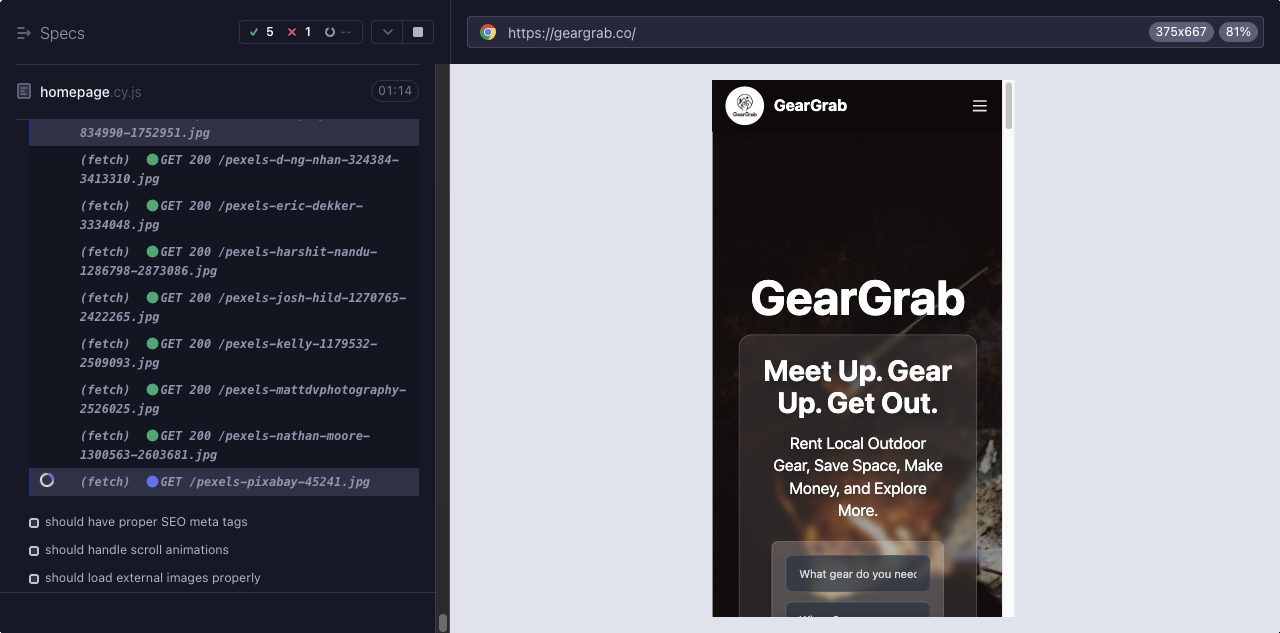 Specs
5 1 --
https://geargrab.co/
375x667 81%
homepage.cy.js
01:14
834990-1752951.jpg
(fetch) GET 200 /pexels-d-ng-nhan-324384-
3413310.jpg
(fetch) GET 200 /pexels-eric-dekker-
3334048.jpg
(fetch) GET 200 /pexels-harshit-nandu-
1286798-2873086.jpg
(fetch) GET 200 /pexels-josh-hild-1270765-
2422265.jpg
(fetch) GET 200 /pexels-kelly-1179532-
2509093.jpg
(fetch) GET 200 /pexels-mattdvphotography-
2526025.jpg
(fetch) GET 200 /pexels-nathan-moore-
1300563-2603681.jpg
(fetch) GET /pexels-pixabay-45241.jpg
should have proper SEO meta tags
should handle scroll animations
should load external images properly
GearGrab
GearGrab
GearGrab
Meet Up. Gear
Up. Get Out.
Rent Local Outdoor
Gear, Save Space, Make
Money, and Explore
More.
What gear do you need